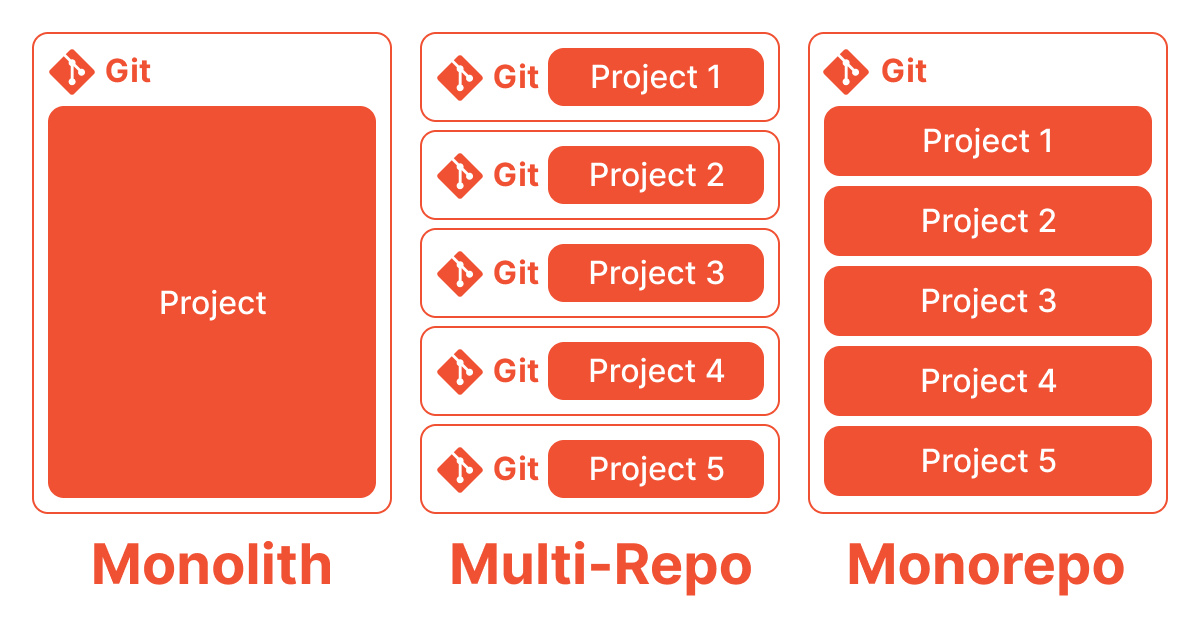 Git
Project
Monolith
Git Project 1
Git Project 2
Git Project 3
Git Project 4
Git Project 5
Multi-Repo
Git
Project 1
Project 2
Project 3
Project 4
Project 5
Monorepo